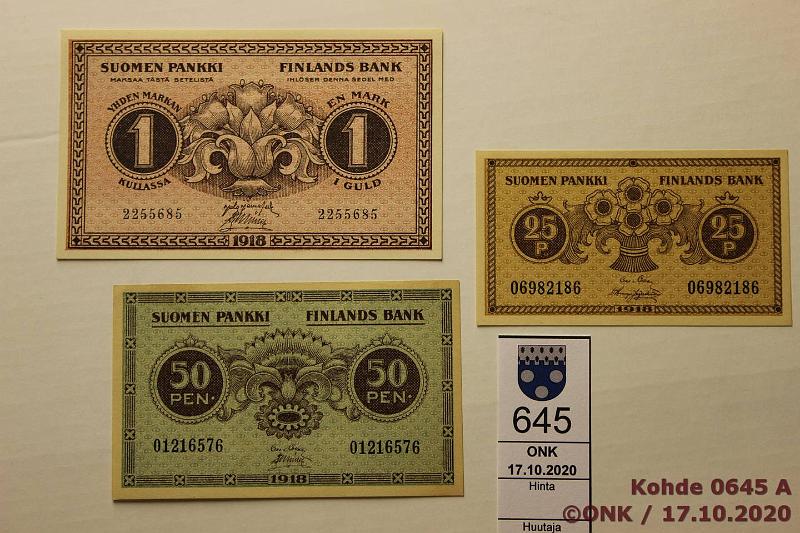 SUOMEN PANKKI FINLANDS BANK
MAKSAA TÄSTÄ SETELISTÄ INLÖSER DENNA SEDEL MED
YHDEN MARKAN EN MARK
1 1
KULLASSA I GULD
2255685 2255685
1918
SUOMEN PANKKI FINLANDS BANK
25 25
P P
06982186 06982186
1918
SUOMEN PANKKI FINLANDS BANK
50 50
PEN. PEN.
01216576 01216576
1918
645
ONK
17.10.2020
Hinta
Huutaja
Kohde 0645 A
©ONK / 17.10.2020